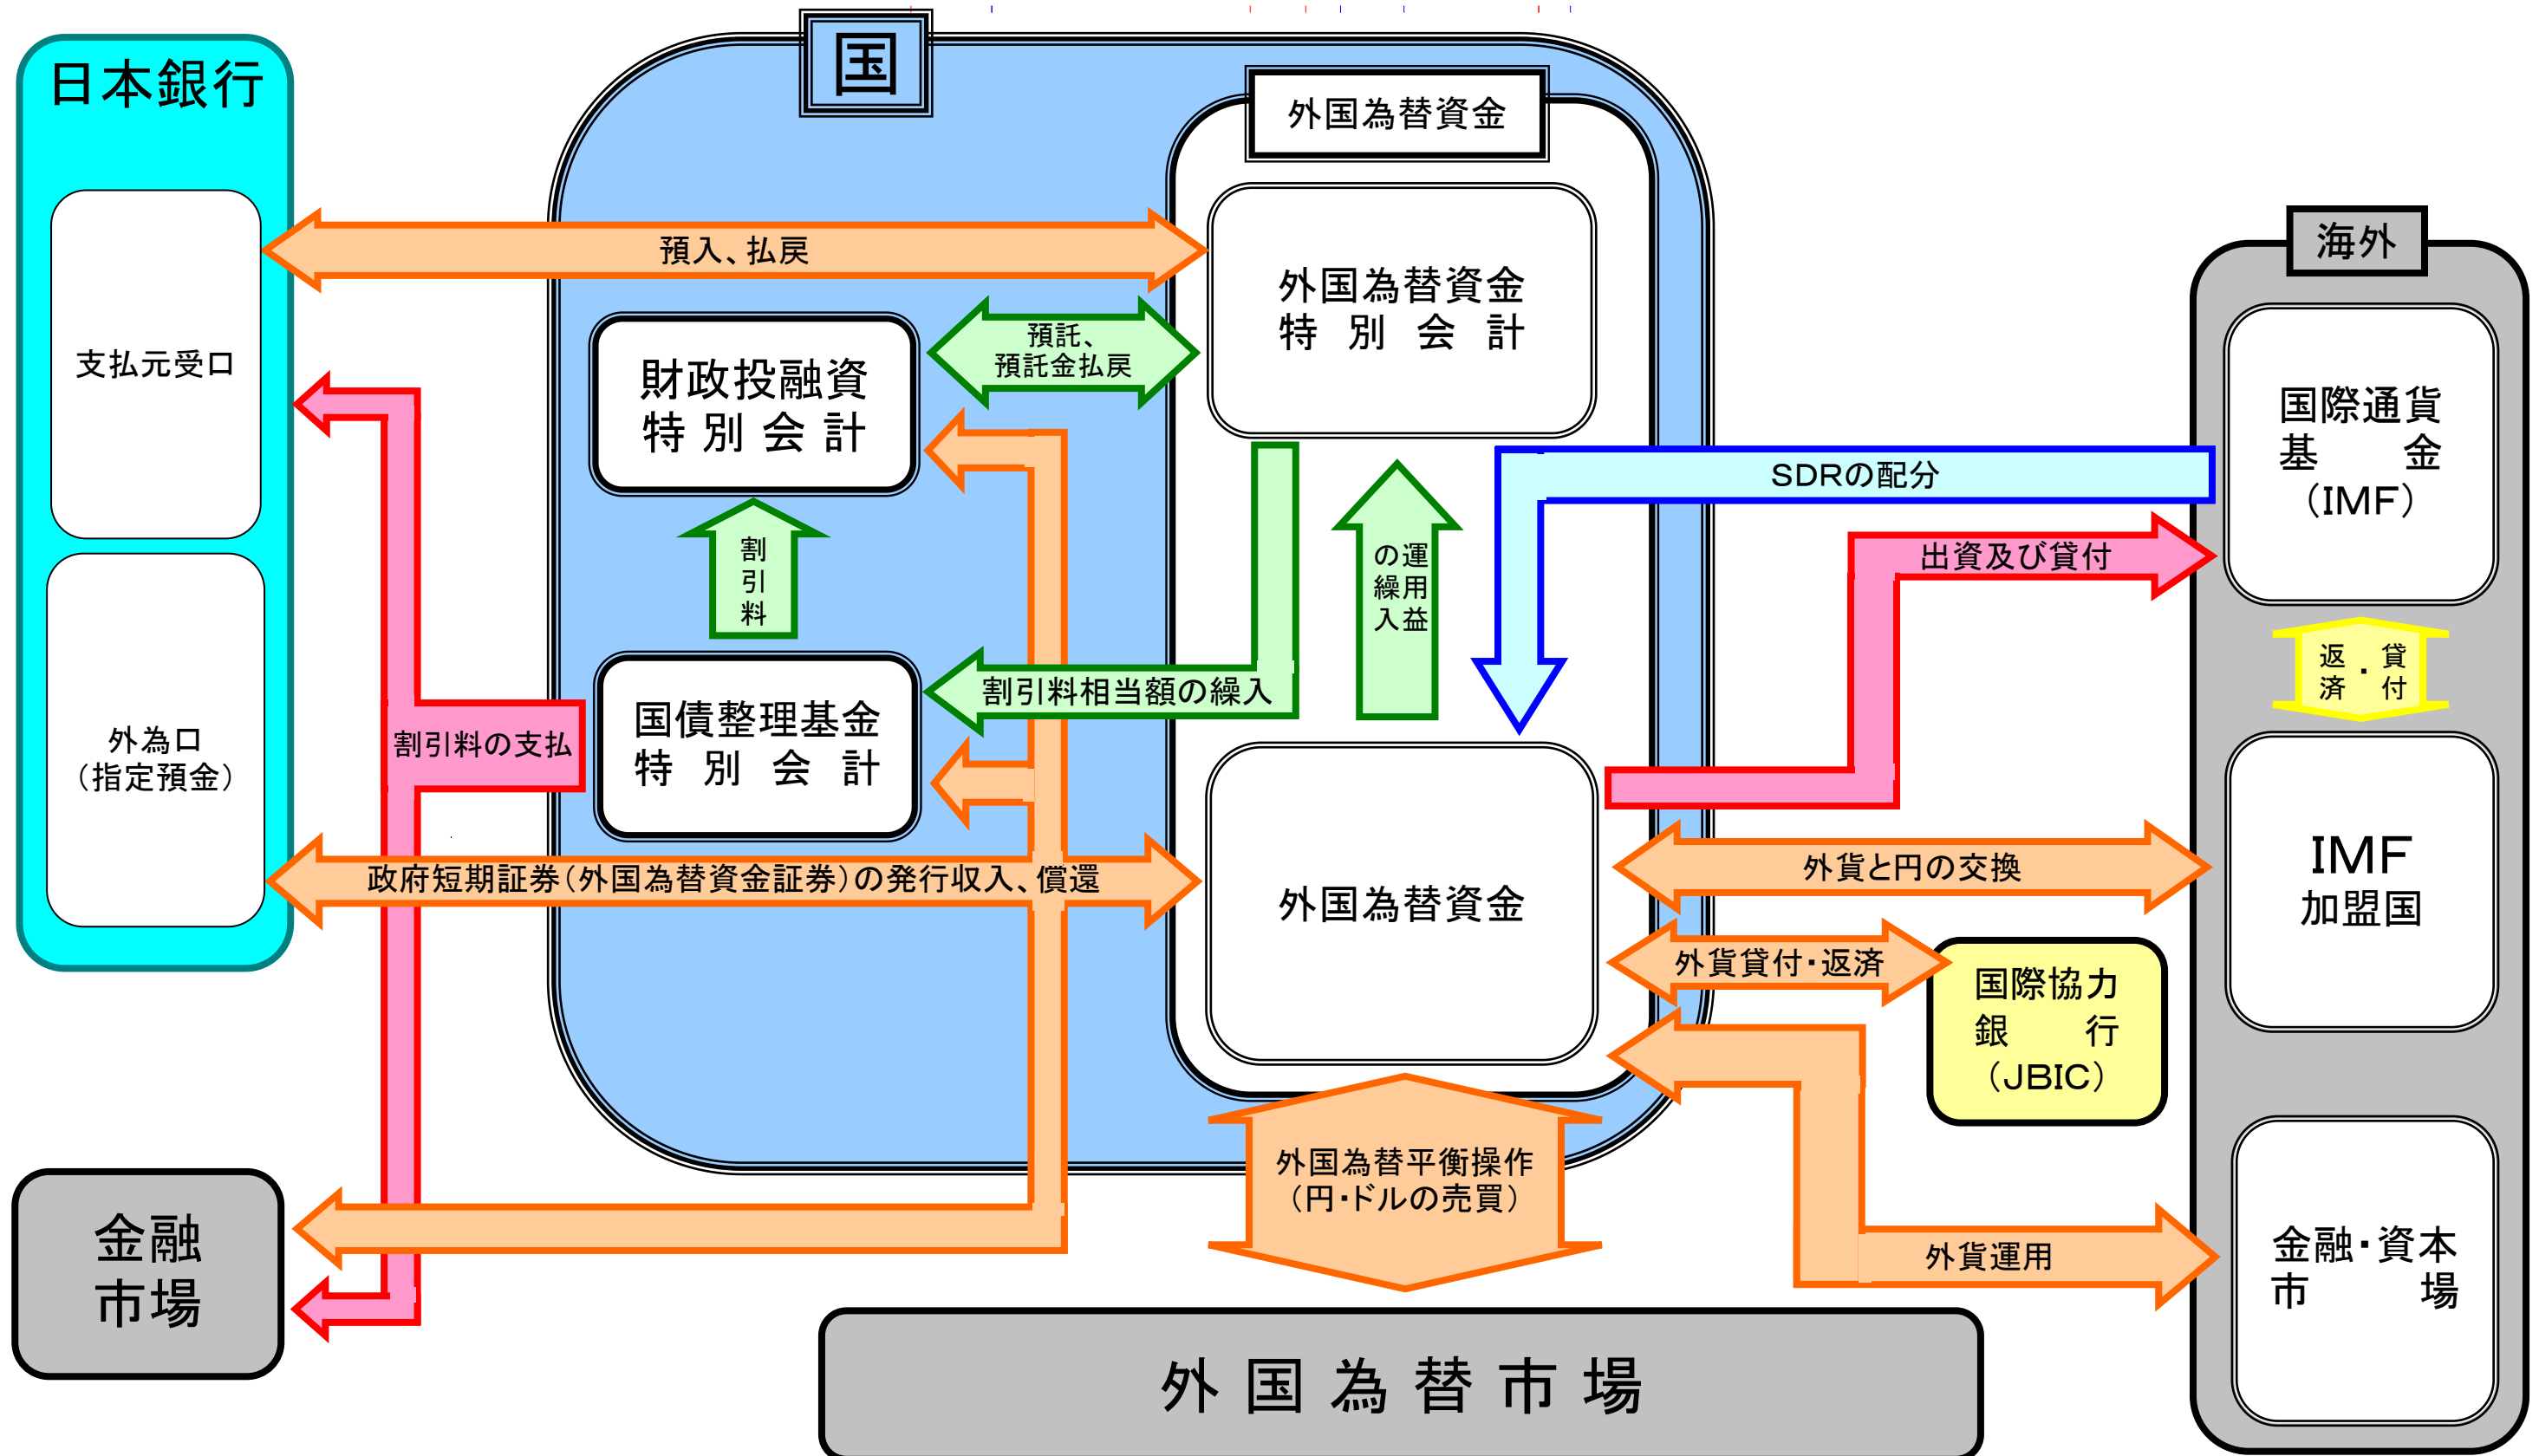 日本銀行
支払元受口
外為口
（指定預金）
金融
市場
国
外国為替資金
外国為替資金
特別会計
預入、払戻
財政投融資
特別会計
預託、
預託金払戻
割引料
国債整理基金
特別会計
割引料相当額の繰入
運用益
の繰入
割引料の支払
政府短期証券（外国為替資金証券）の発行収入、償還
外国為替資金
外国為替平衡操作
（円・ドルの売買）
外国為替市場
SDRの配分
出資及び貸付
外貨と円の交換
外貨貸付・返済
国際協力
銀行
（JBIC）
外貨運用
海外
国際通貨
基金
（IMF）
貸付
・
返済
IMF
加盟国
金融・資本
市場